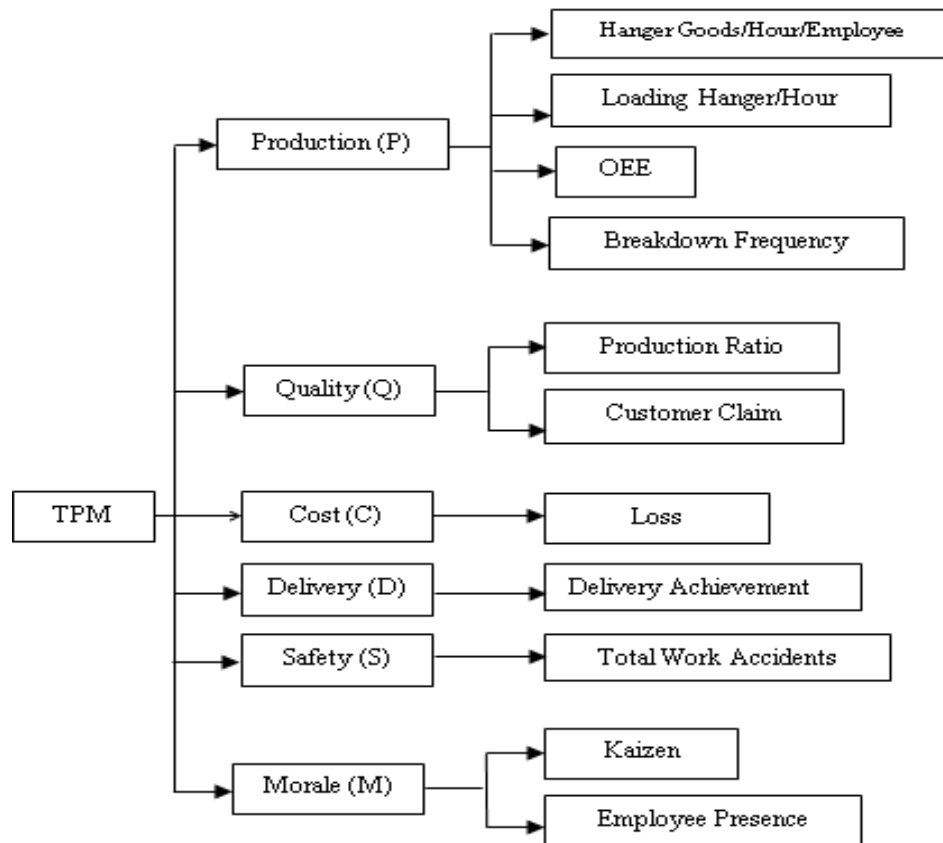 Hanger Goods/Hour/Employee
Loading Hanger/Hour
Production (P)
OEE
Breakdown Frequency
Production Ratio
Quality (Q)
Customer Claim
TPM
Cost (C)
Loss
Delivery (D)
Delivery Achievement
Safety (S)
Total Work Accidents
Kaizen
Morale (M)
Employee Presence